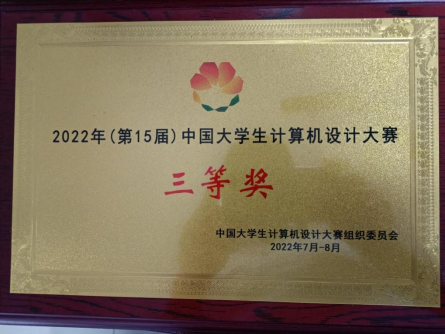 2022年(第15届)中国大学生计算机设计大赛
三等奖
中国大学生计算机设计大赛组织委员会
2022年7月-8月